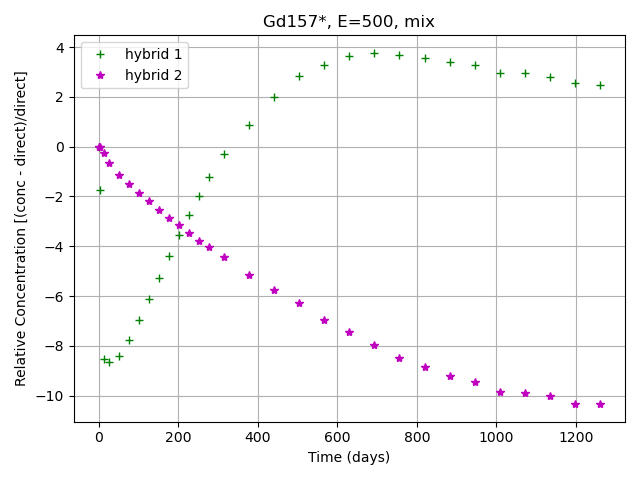 Gd157*, E=500, mix
hybrid 1
hybrid 2
4
2
0
−2
−4
−6
−8
−10
Relative Concentration [(conc - direct)/direct]
0 200 400 600 800 1000 1200
Time (days)